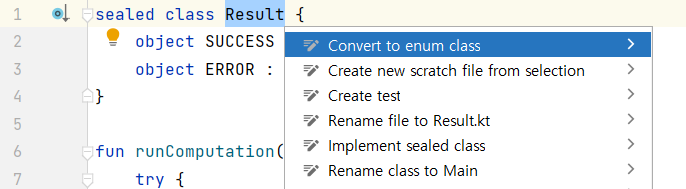 1 sealed class Result {
2 object SUCCESS
3 object ERROR :
4 }
5
6 fun runComputation(
7 try {
Convert to enum class
Create new scratch file from selection
Create test
Rename file to Result.kt
Implement sealed class
Rename class to Main